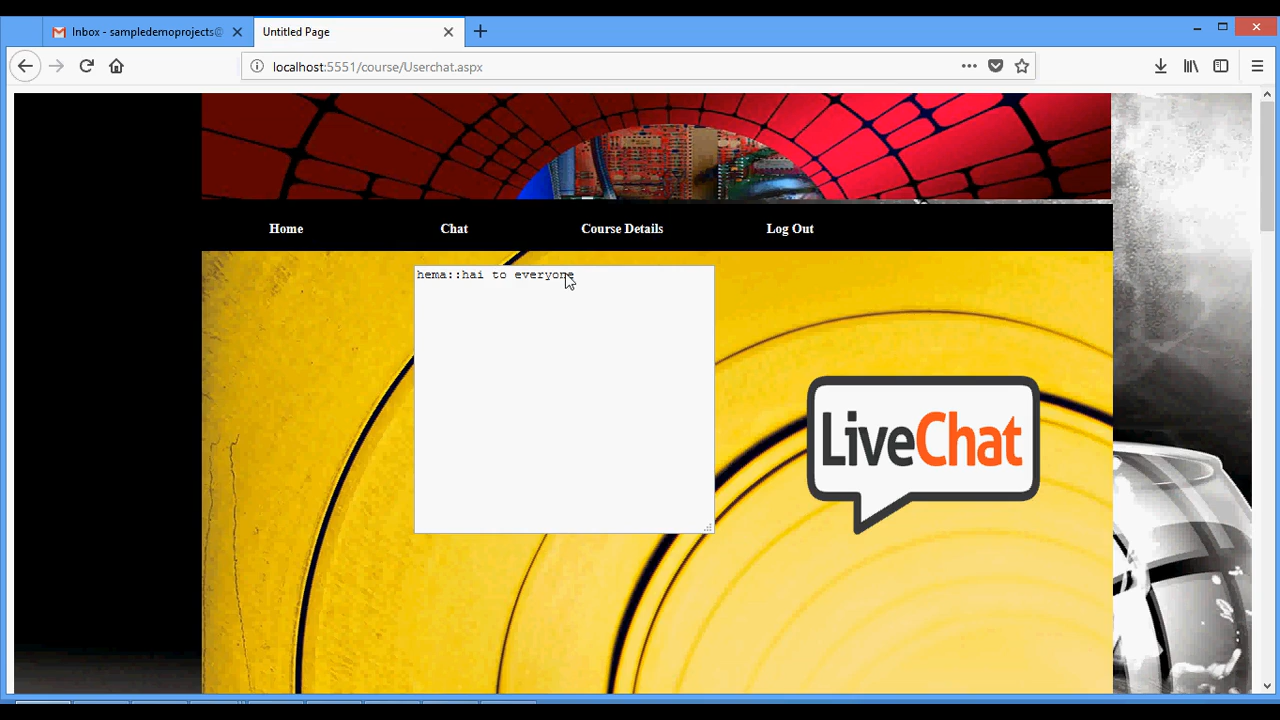 Inbox - sampledemoprojects@
Untitled Page
localhost:5551/course/Userchat.aspx
Home
Chat
Course Details
Log Out
hema::hai to everyone
LiveChat